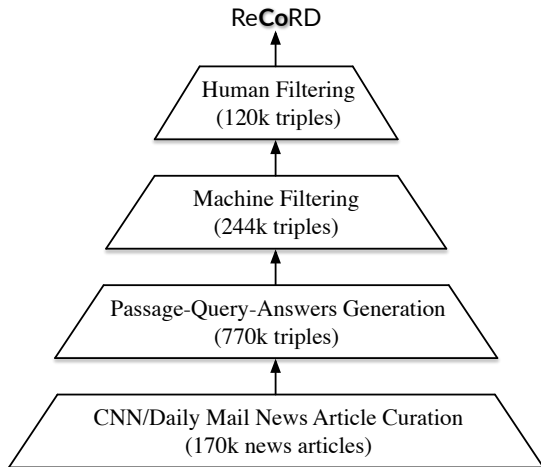 ReCoRD
Human Filtering
(120k triples)
Machine Filtering
(244k triples)
Passage-Query-Answers Generation
(770k triples)
CNN/Daily Mail News Article Curation
(170k news articles)